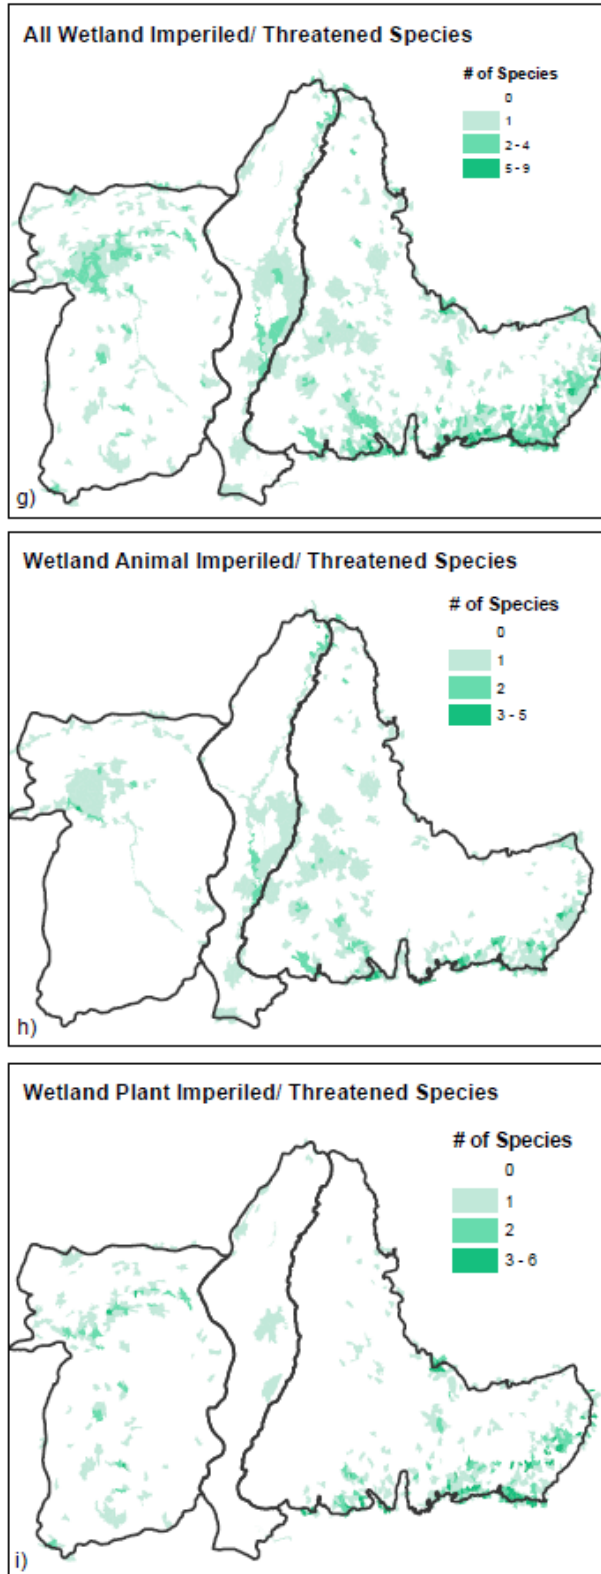 All Wetland Imperiled/ Threatened Species
# of Species
0
1
2 - 4
5 - 9
g)
Wetland Animal Imperiled/ Threatened Species
# of Species
0
1
2
3 - 5
h)
Wetland Plant Imperiled/ Threatened Species
# of Species
0
1
2
3 - 6
i)